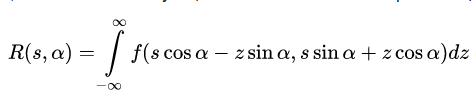 R(s, α) = ∫_{-∞}^{∞} f(s cos α − z sin α, s sin α + z cos α)dz